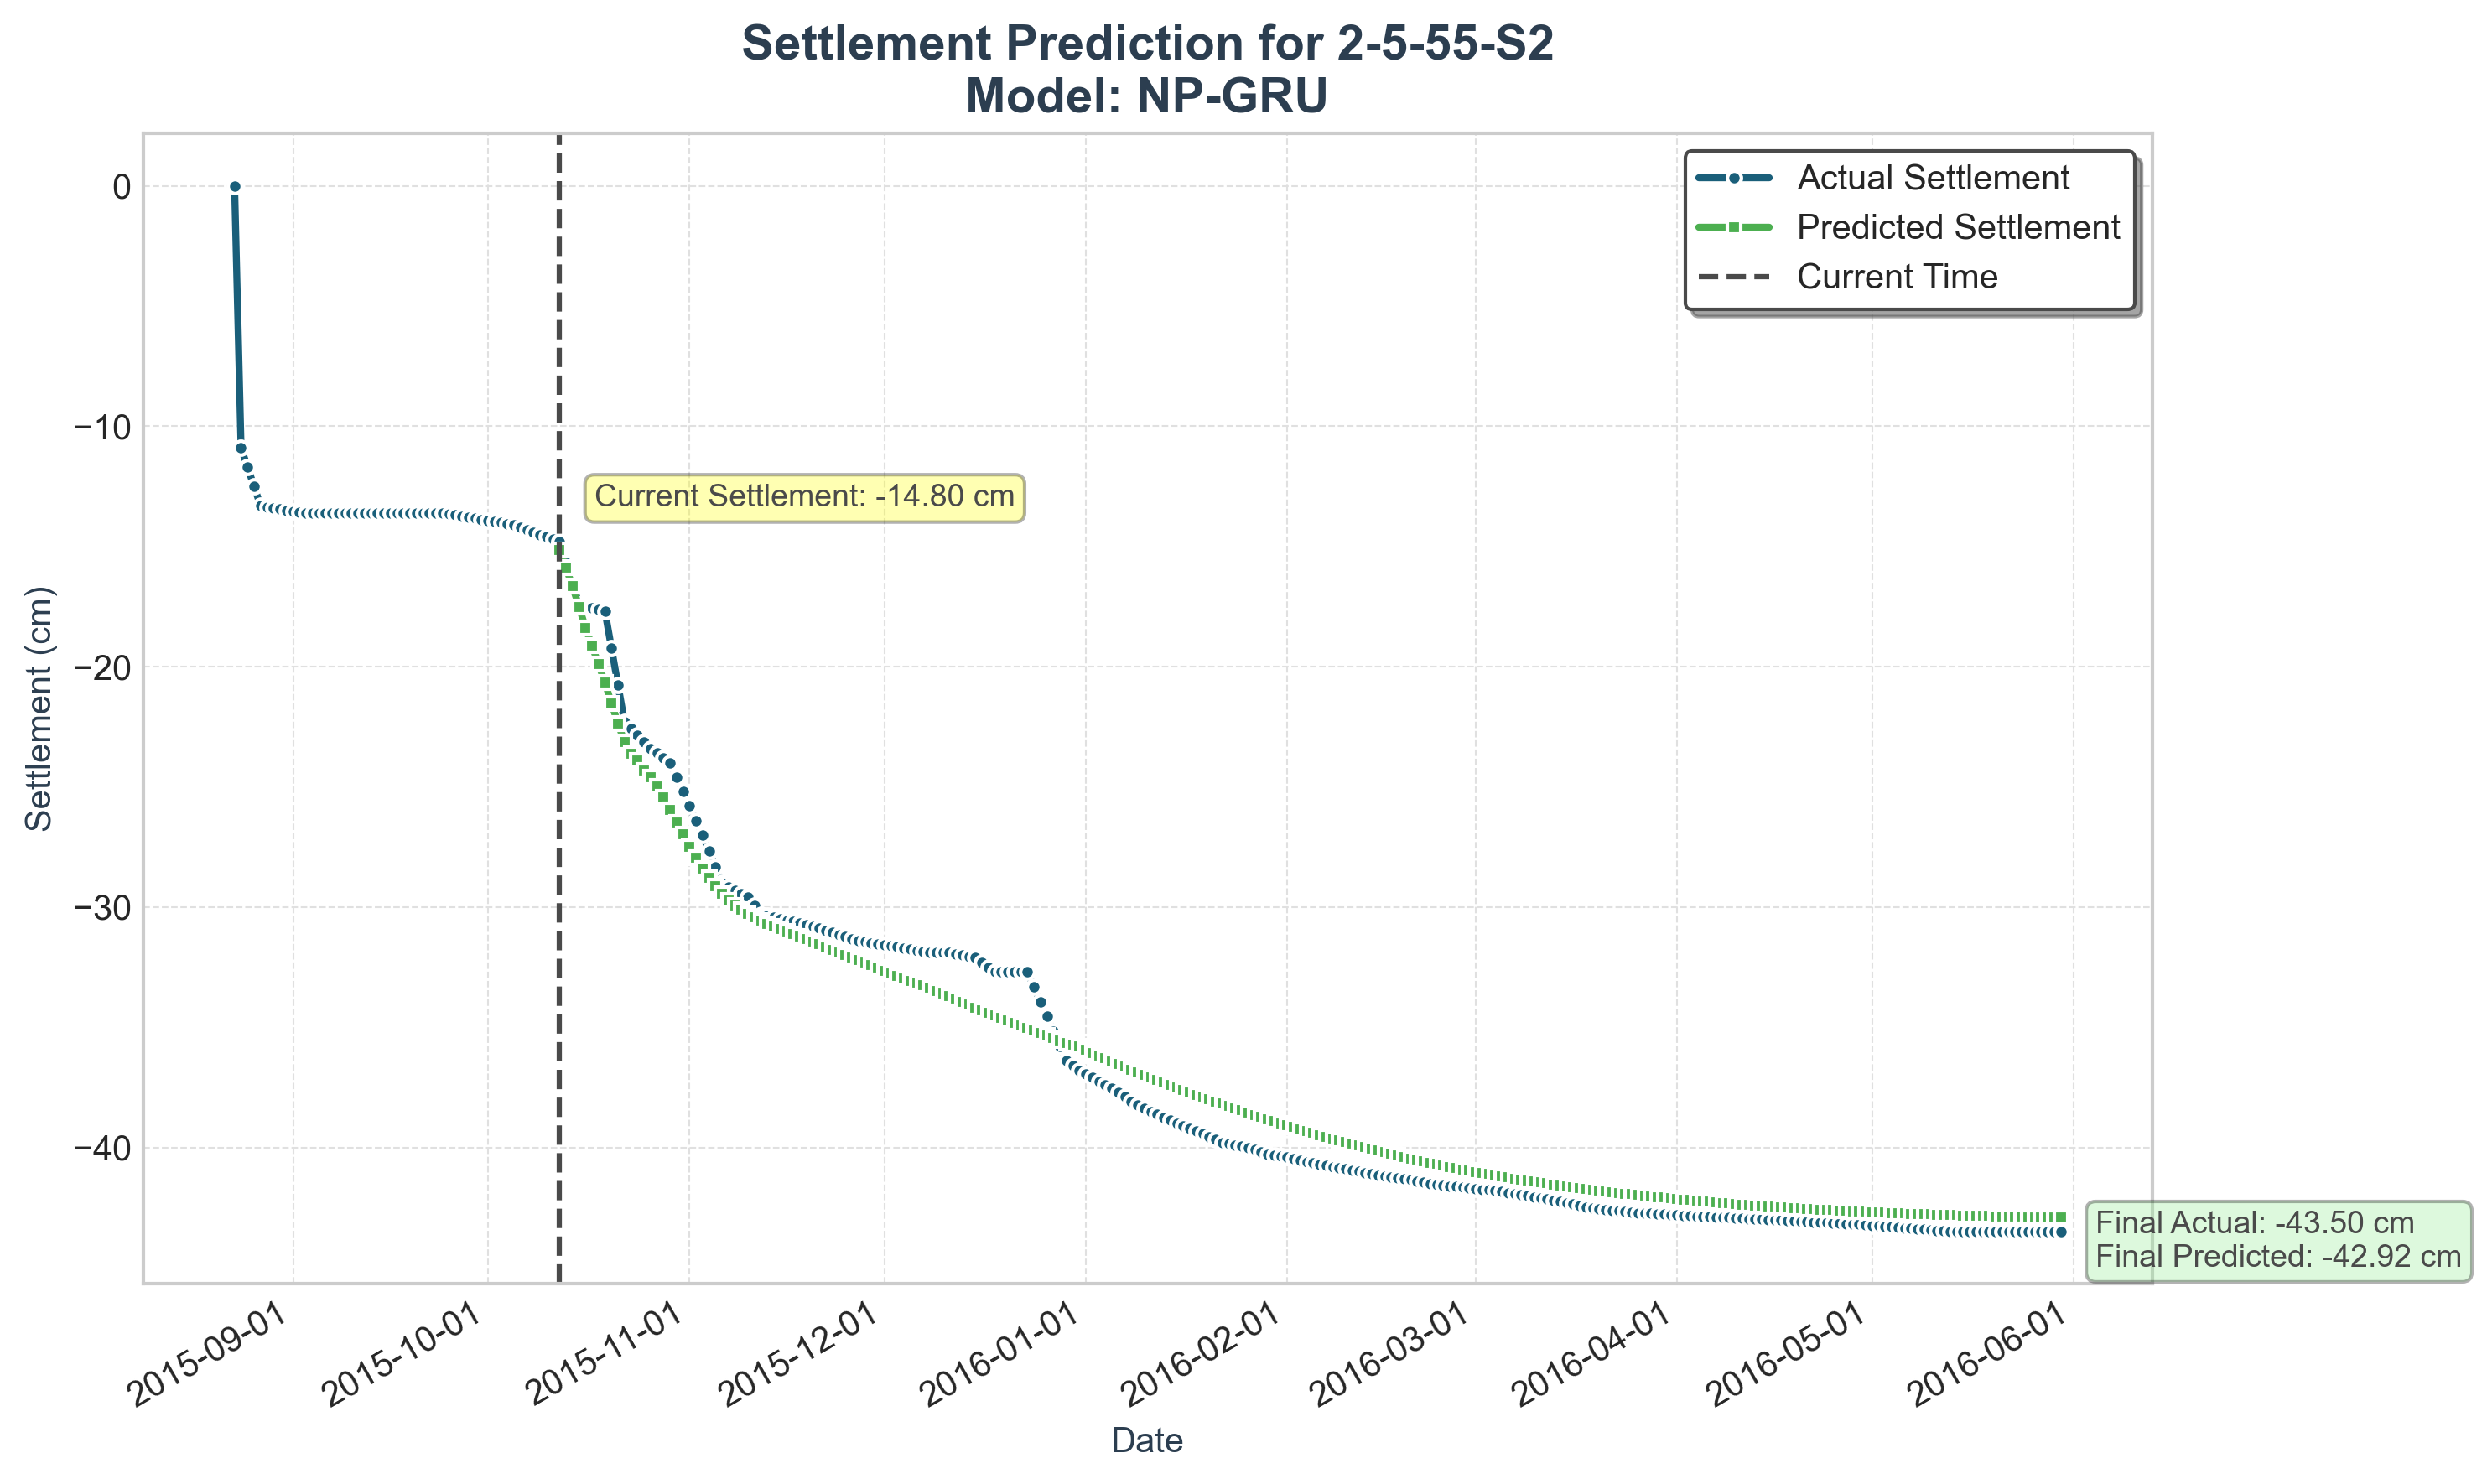 Settlement Prediction for 2-5-55-S2
Model: NP-GRU
Actual Settlement
Predicted Settlement
Current Time
0
−10
−20
−30
−40
Settlement (cm)
Current Settlement: -14.80 cm
Final Actual: -43.50 cm
Final Predicted: -42.92 cm
2015-09-01
2015-10-01
2015-11-01
2015-12-01
2016-01-01
2016-02-01
2016-03-01
2016-04-01
2016-05-01
2016-06-01
Date